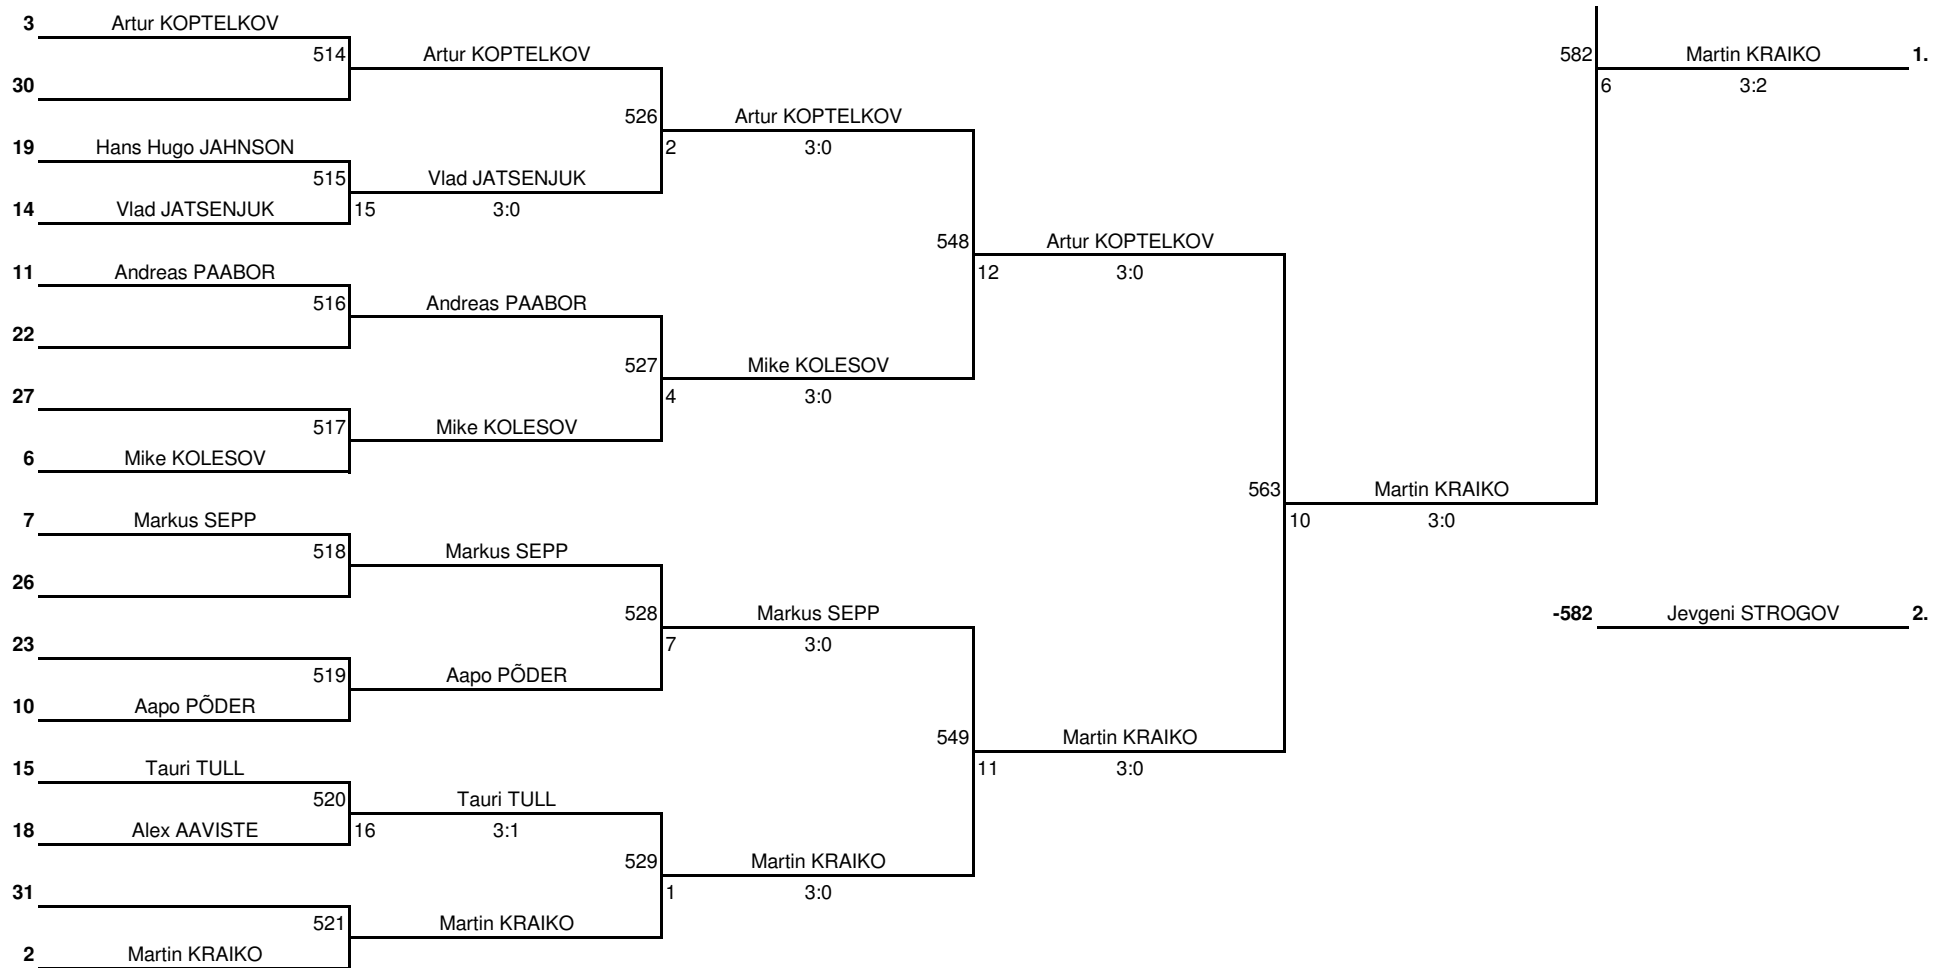 3 Artur KOPTELKOV
514 Artur KOPTELKOV 582 Martin KRAIKO 1.
30 6 3:2
526 Artur KOPTELKOV
19 Hans Hugo JAHNSON 2 3:0
515 Vlad JATSENJUK
14 Vlad JATSENJUK 15 3:0
548 Artur KOPTELKOV
11 Andreas PAABOR 12 3:0
516 Andreas PAABOR
22
527 Mike KOLESOV
27 4 3:0
517 Mike KOLESOV
6 Mike KOLESOV
563 Martin KRAIKO
7 Markus SEPP 10 3:0
518 Markus SEPP
26
528 Markus SEPP -582 Jevgeni STROGOV 2.
23 7 3:0
519 Aapo PÕDER
10 Aapo PÕDER
549 Martin KRAIKO
15 Tauri TULL 11 3:0
520 Tauri TULL
18 Alex AAVISTE 16 3:1
529 Martin KRAIKO
31 1 3:0
521 Martin KRAIKO
2 Martin KRAIKO